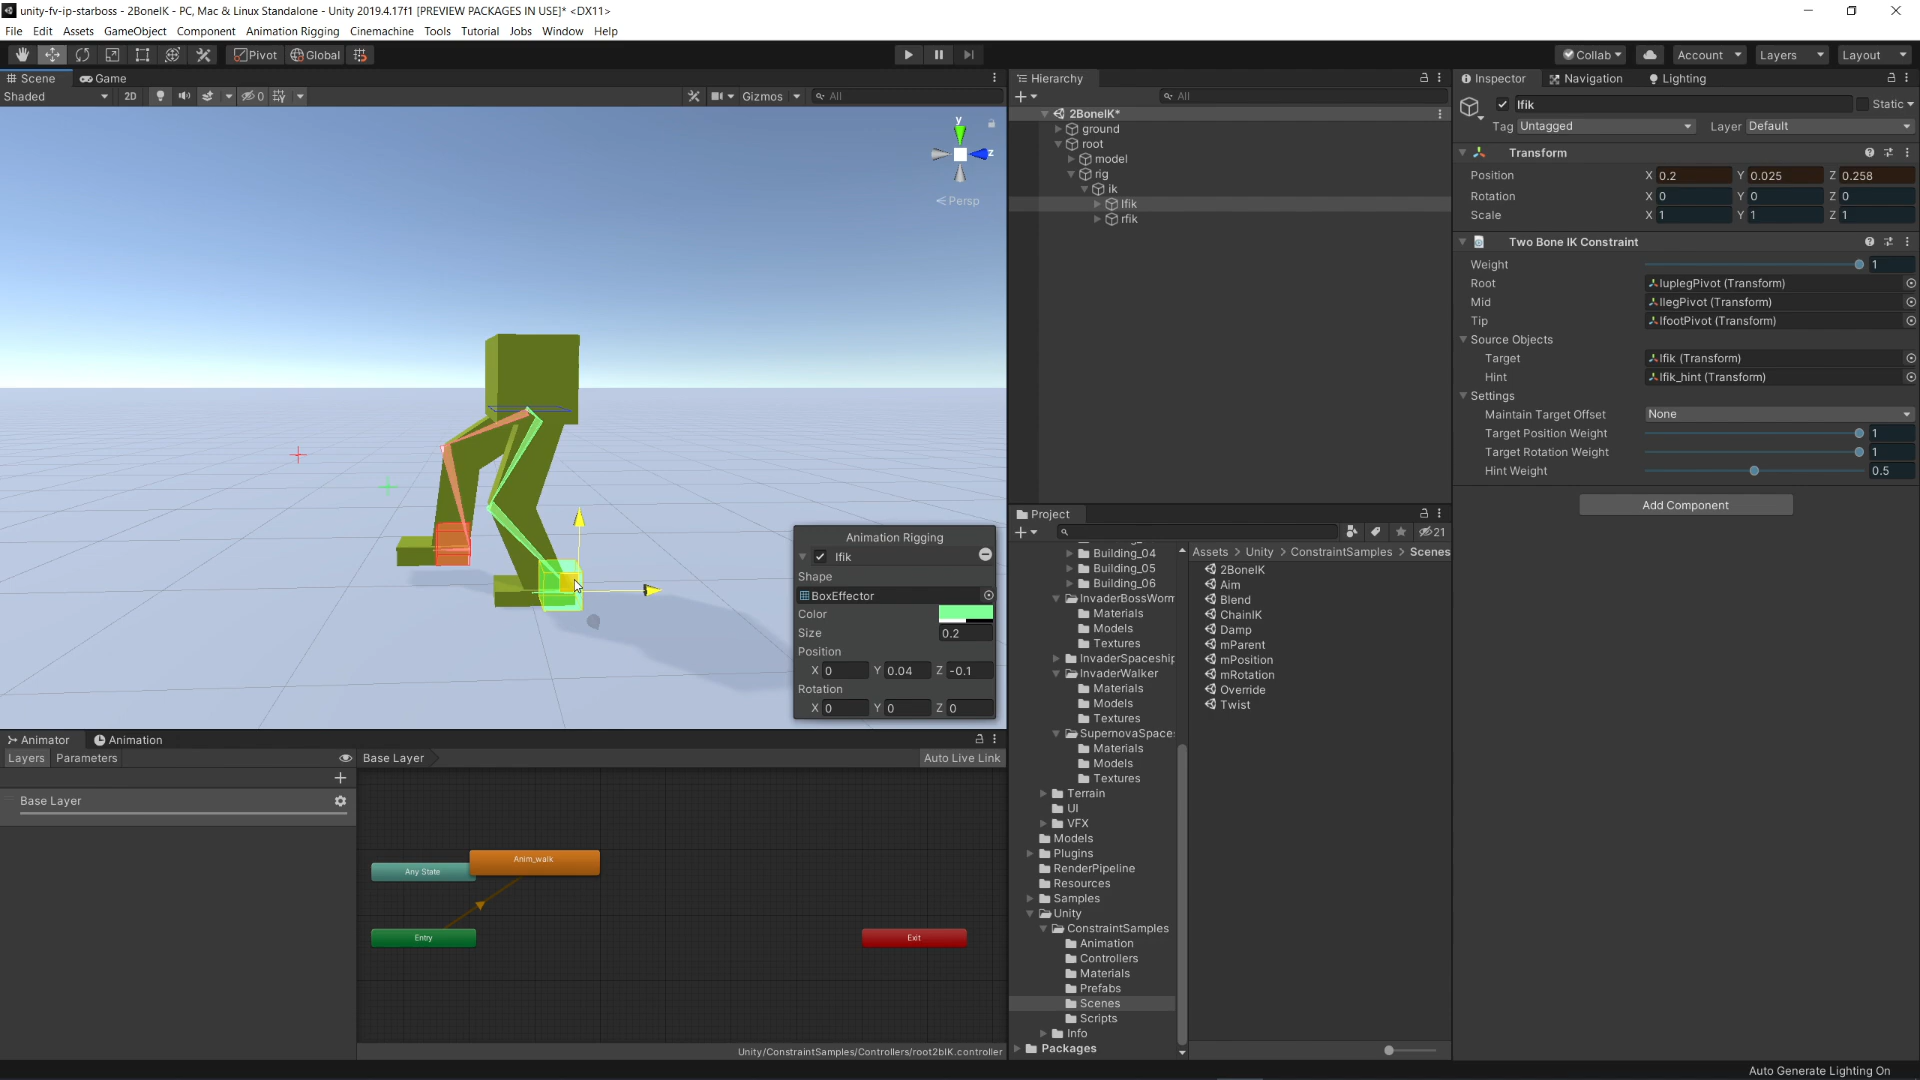 unity-fv-ip-starboss - 2BoneIK - PC, Mac & Linux Standalone - Unity 2019.4.17f1 [PREVIEW PACKAGES IN USE]* <DX11>
File Edit Assets GameObject Component Animation Rigging Cinemachine Tools Tutorial Jobs Window Help
Pivot Global Collab Account Layers Layout
Scene Game
Shaded 2D 0 Gizmos All
y
z
Persp
Animation Rigging
lfik
Shape
BoxEffector
Color
Size 0.2
Position
X 0 Y 0.04 Z -0.1
Rotation
X 0 Y 0 Z 0
Animator Animation
Layers Parameters Base Layer Auto Live Link
Base Layer
Anim_walk
Any State
Entry
Exit
Unity/ConstraintSamples/Controllers/root2bIK.controller
Hierarchy
All
2BoneIK*
ground
root
model
rig
ik
lfik
rfik
Project
21
Building_04
Building_05
Building_06
InvaderBossWorm
Materials
Models
Textures
InvaderSpaceship
InvaderWalker
Materials
Models
Textures
SupernovaSpace
Materials
Models
Textures
Terrain
UI
VFX
Models
Plugins
RenderPipeline
Resources
Samples
Unity
ConstraintSamples
Animation
Controllers
Materials
Prefabs
Scenes
Scripts
Info
Packages
Assets > Unity > ConstraintSamples > Scenes
2BoneIK
Aim
Blend
ChainIK
Damp
mParent
mPosition
mRotation
Override
Twist
Inspector Navigation Lighting
lfik Static
Tag Untagged Layer Default
Transform
Position X 0.2 Y 0.025 Z 0.258
Rotation X 0 Y 0 Z 0
Scale X 1 Y 1 Z 1
Two Bone IK Constraint
Weight 1
Root luplegPivot (Transform)
Mid llegPivot (Transform)
Tip lfootPivot (Transform)
Source Objects
Target lfik (Transform)
Hint lfik_hint (Transform)
Settings
Maintain Target Offset None
Target Position Weight 1
Target Rotation Weight 1
Hint Weight 0.5
Add Component
Auto Generate Lighting On